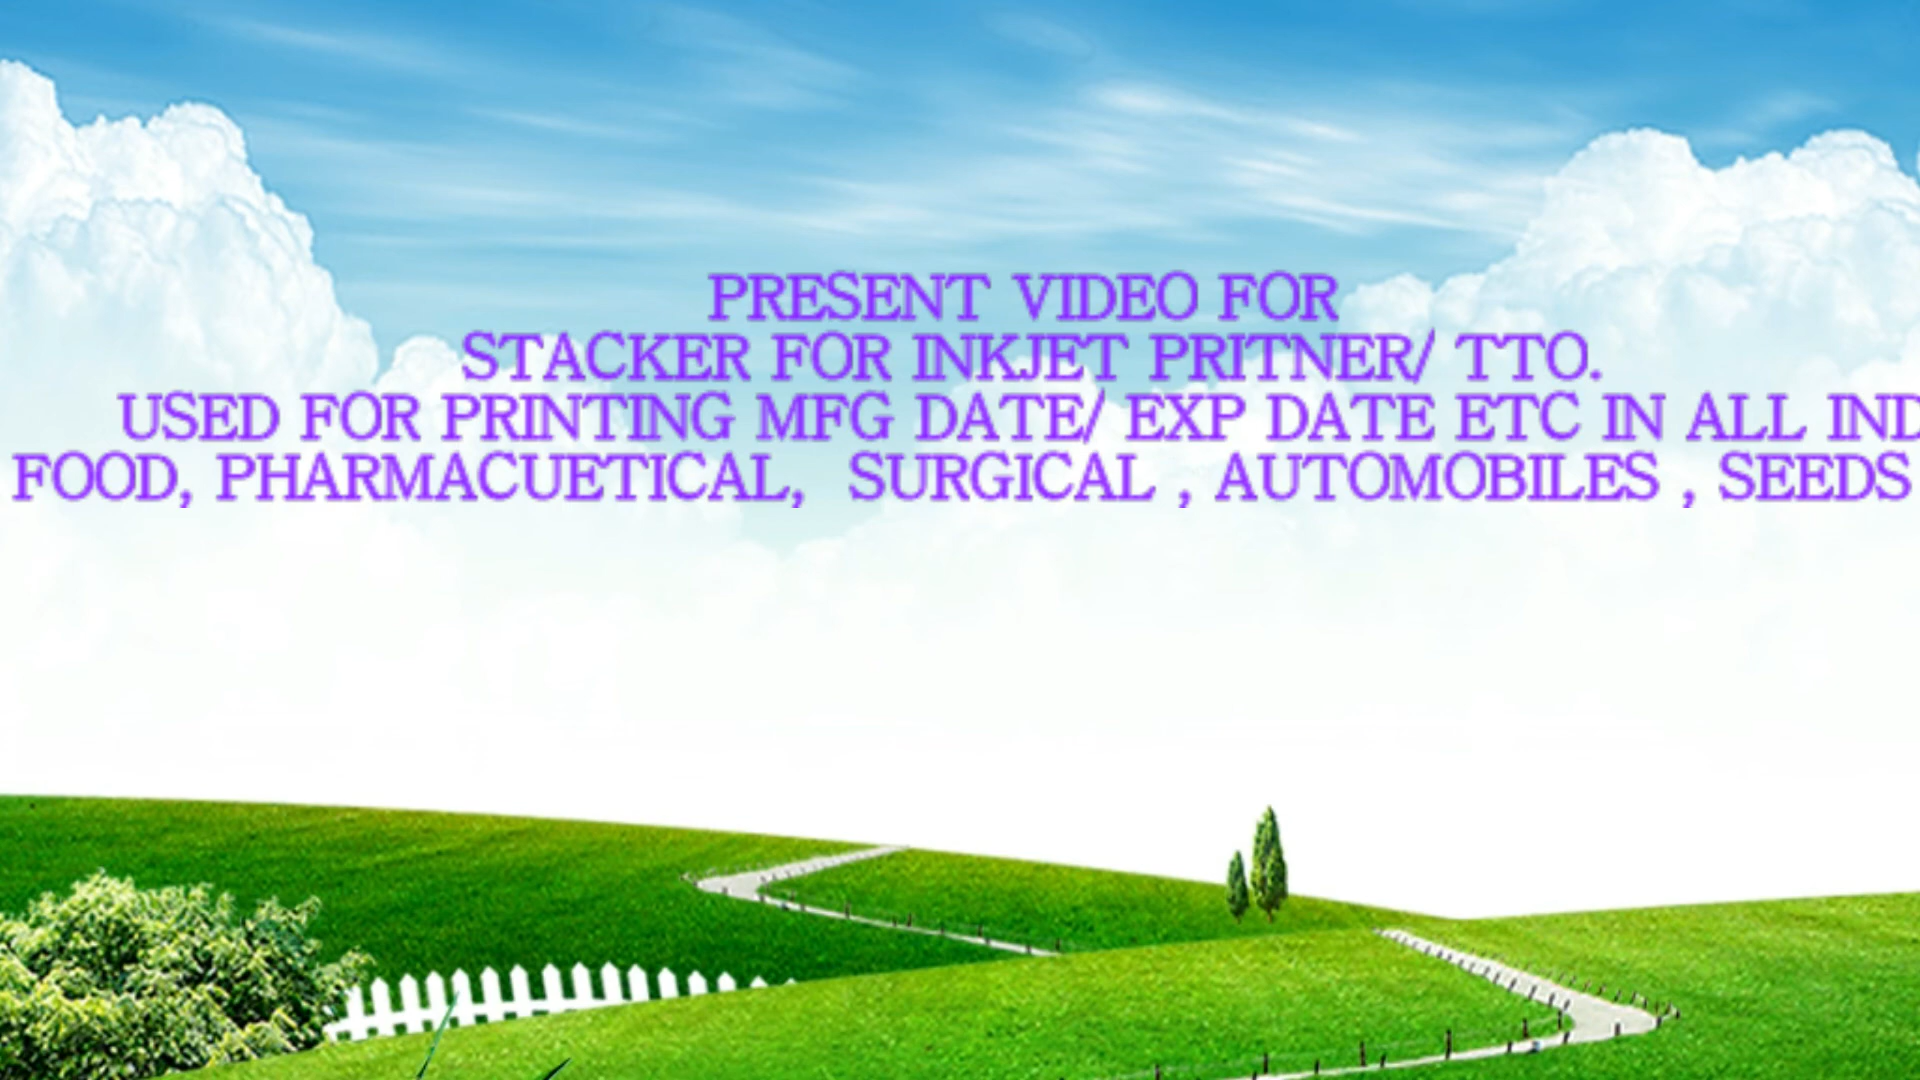 PRESENT VIDEO FOR
STACKER FOR INKJET PRITNER/ TTO.
USED FOR PRINTING MFG DATE/ EXP DATE ETC IN ALL
FOOD, PHARMACUETICAL, SURGICAL , AUTOMOBILES , SEEDS